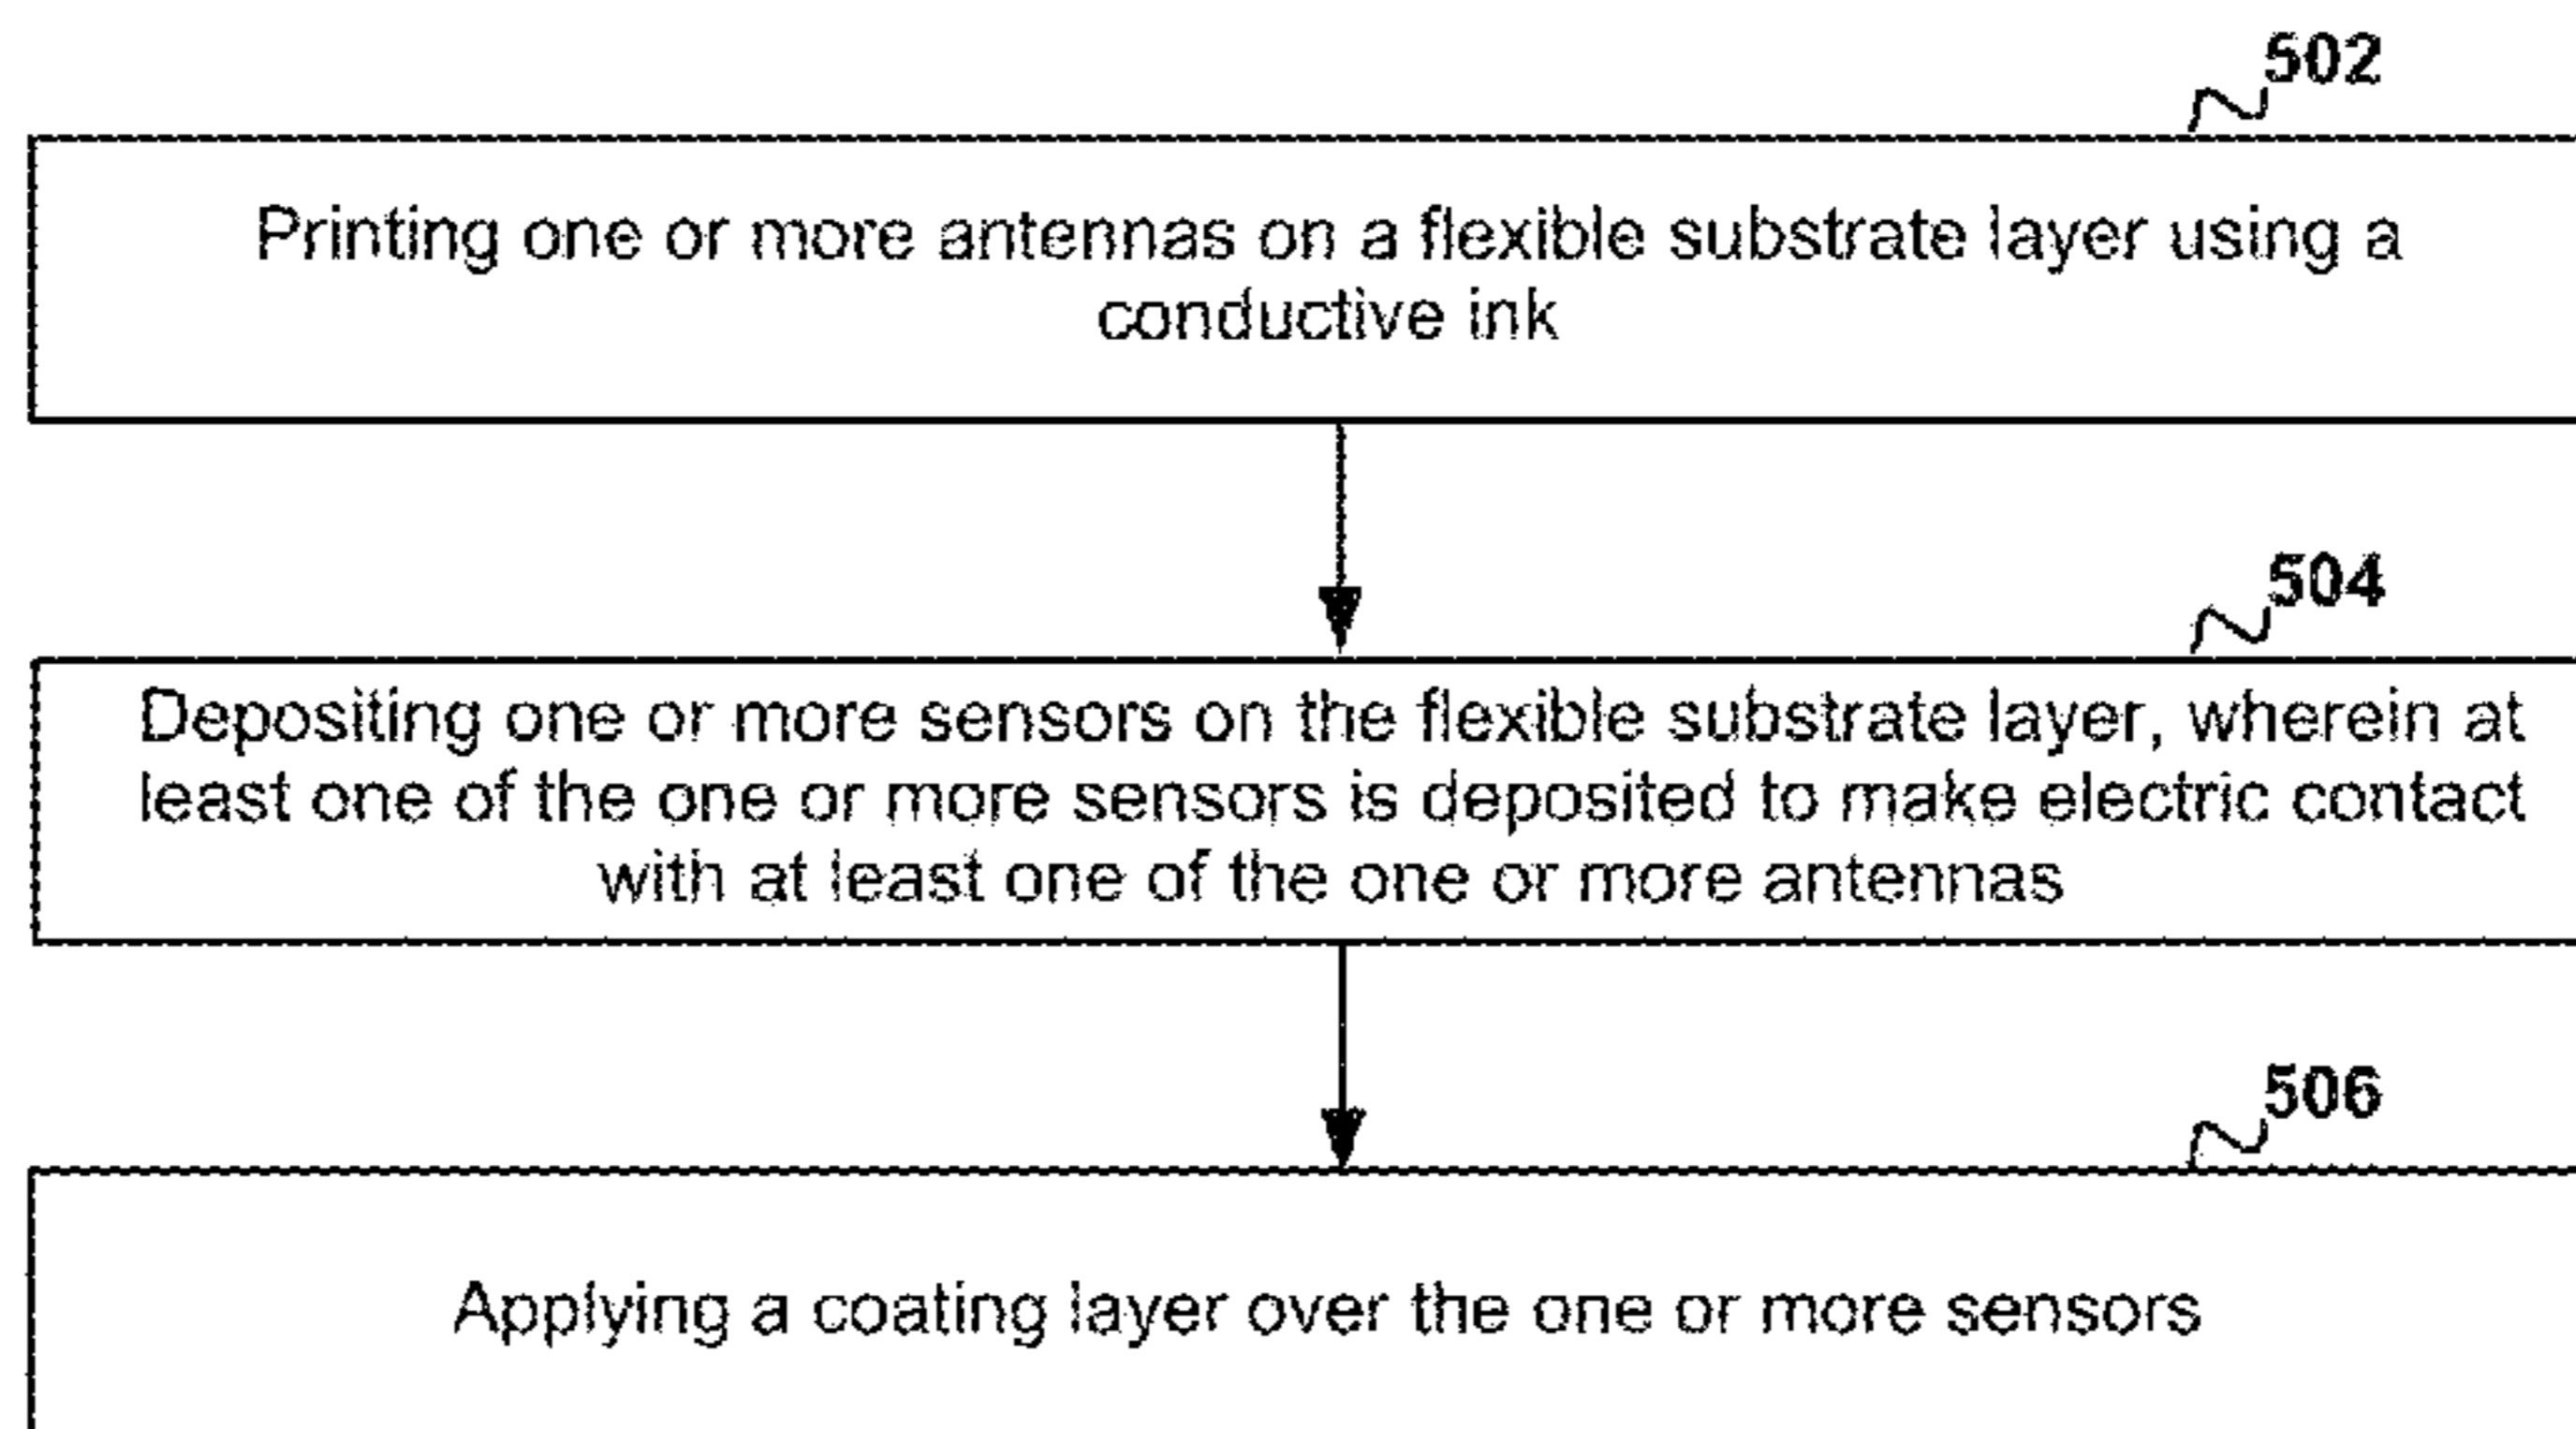 502
Printing one or more antennas on a flexible substrate layer using a
conductive ink
504
Depositing one or more sensors on the flexible substrate layer, wherein at
least one of the one or more sensors is deposited to make electric contact
with at least one of the one or more antennas
506
Applying a coating layer over the one or more sensors